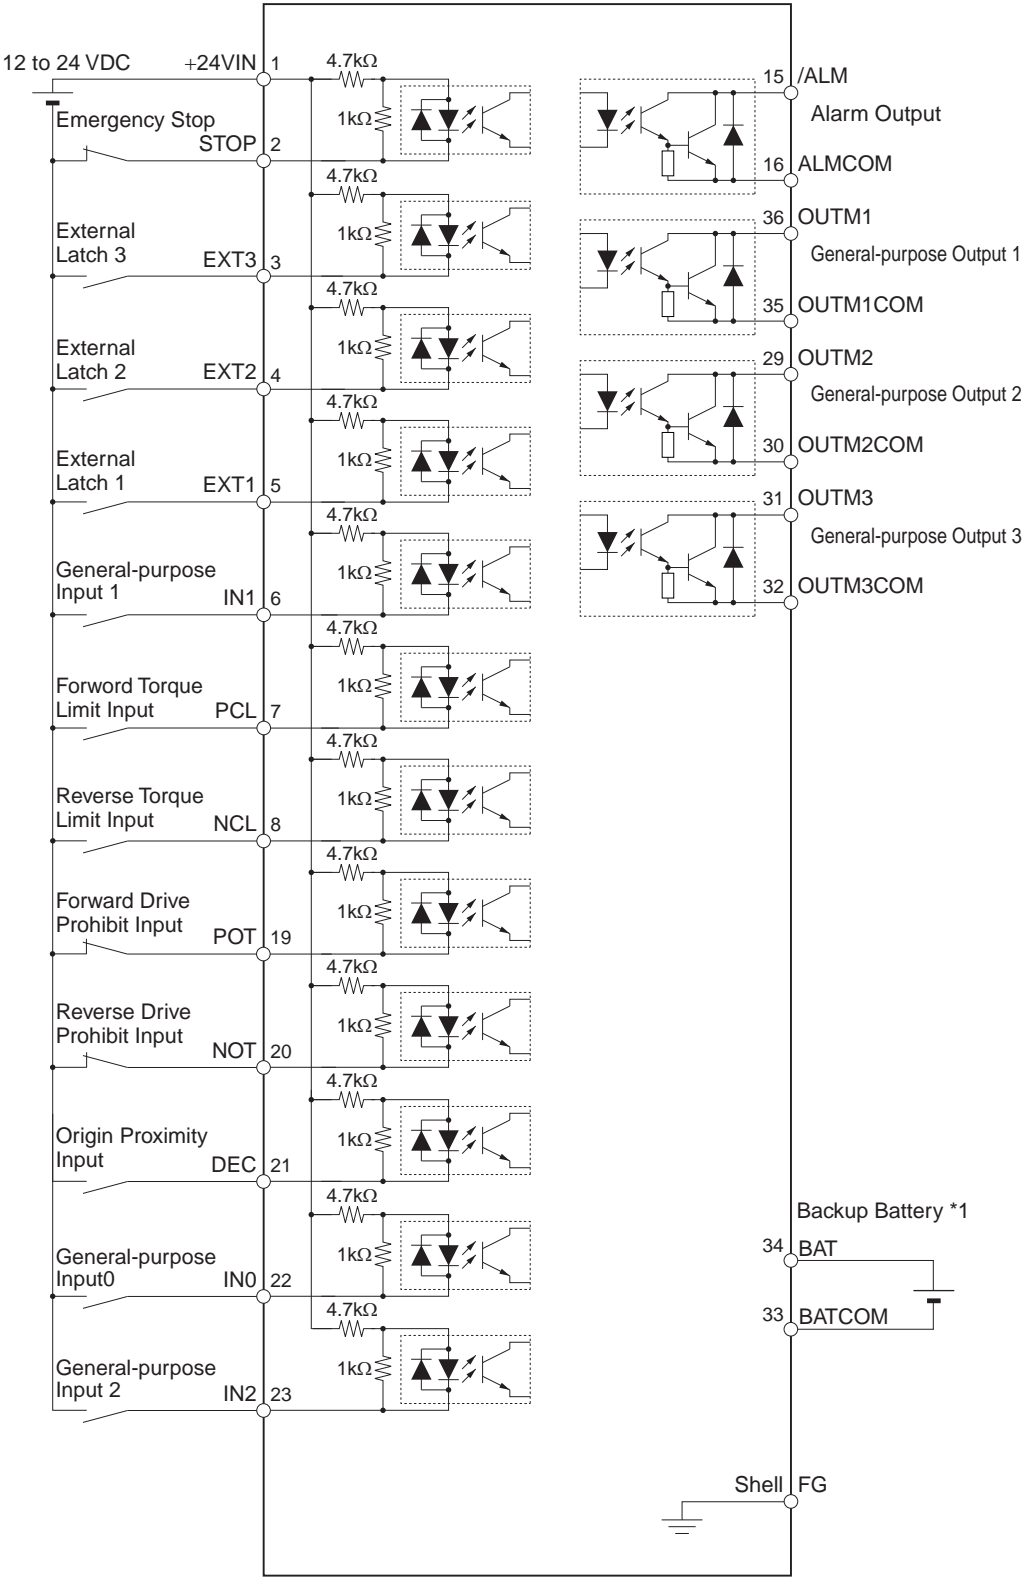 12 to 24 VDC
+24VIN 1
4.7kΩ
1kΩ
Emergency Stop
STOP 2
4.7kΩ
1kΩ
External
Latch 3
EXT3 3
4.7kΩ
1kΩ
External
Latch 2
EXT2 4
4.7kΩ
1kΩ
External
Latch 1
EXT1 5
4.7kΩ
1kΩ
General-purpose
Input 1
IN1 6
4.7kΩ
1kΩ
Forword Torque
Limit Input
PCL 7
4.7kΩ
1kΩ
Reverse Torque
Limit Input
NCL 8
4.7kΩ
1kΩ
Forward Drive
Prohibit Input
POT 19
4.7kΩ
1kΩ
Reverse Drive
Prohibit Input
NOT 20
4.7kΩ
1kΩ
Origin Proximity
Input
DEC 21
4.7kΩ
1kΩ
General-purpose
Input0
IN0 22
4.7kΩ
1kΩ
General-purpose
Input 2
IN2 23
15 /ALM
Alarm Output
16 ALMCOM
36 OUTM1
General-purpose Output 1
35 OUTM1COM
29 OUTM2
General-purpose Output 2
30 OUTM2COM
31 OUTM3
General-purpose Output 3
32 OUTM3COM
Backup Battery *1
34 BAT
33 BATCOM
Shell FG